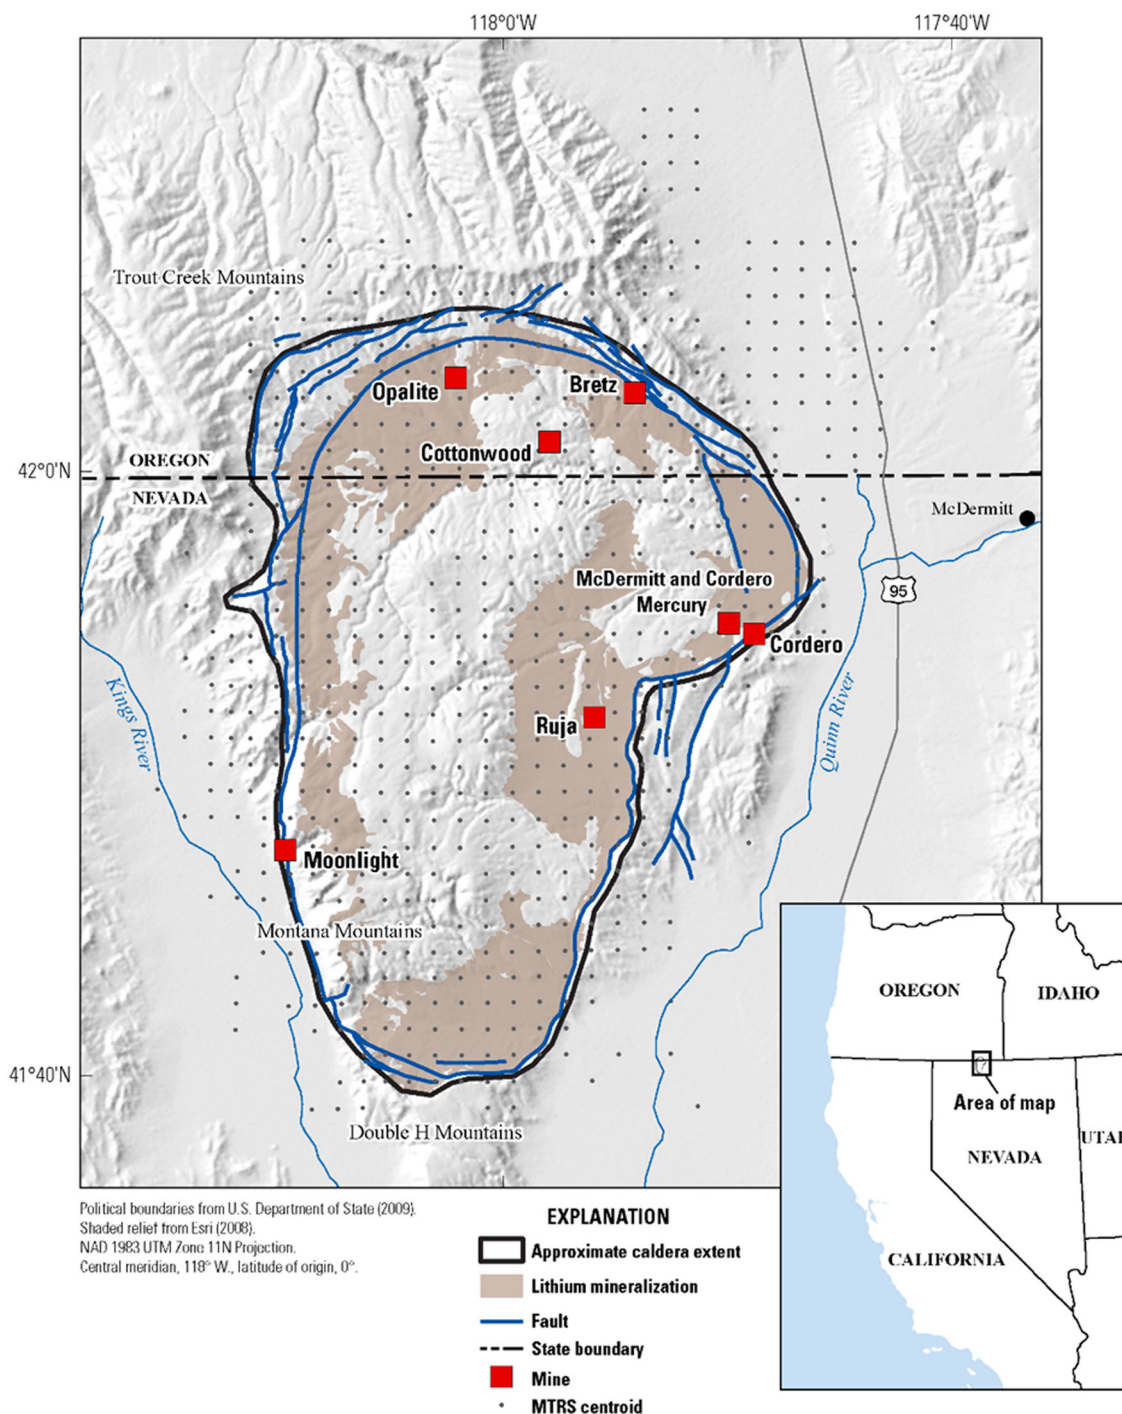 118°0'W
117°40'W
Trout Creek Mountains
Opalite
Bretz
Cottonwood
42°0'N
OREGON
NEVADA
McDermitt
McDermitt and Cordero
Mercury
95
Cordero
Kings River
Ruja
Quinn River
Moonlight
Montana Mountains
41°40'N
Double H Mountains
OREGON
IDAHO
Area of map
NEVADA
UTAH
CALIFORNIA
Political boundaries from U.S. Department of State (2009).
Shaded relief from Esri (2008).
NAD 1983 UTM Zone 11N Projection.
Central meridian, 118° W., latitude of origin, 0°.
EXPLANATION
Approximate caldera extent
Lithium mineralization
Fault
State boundary
Mine
MTRS centroid